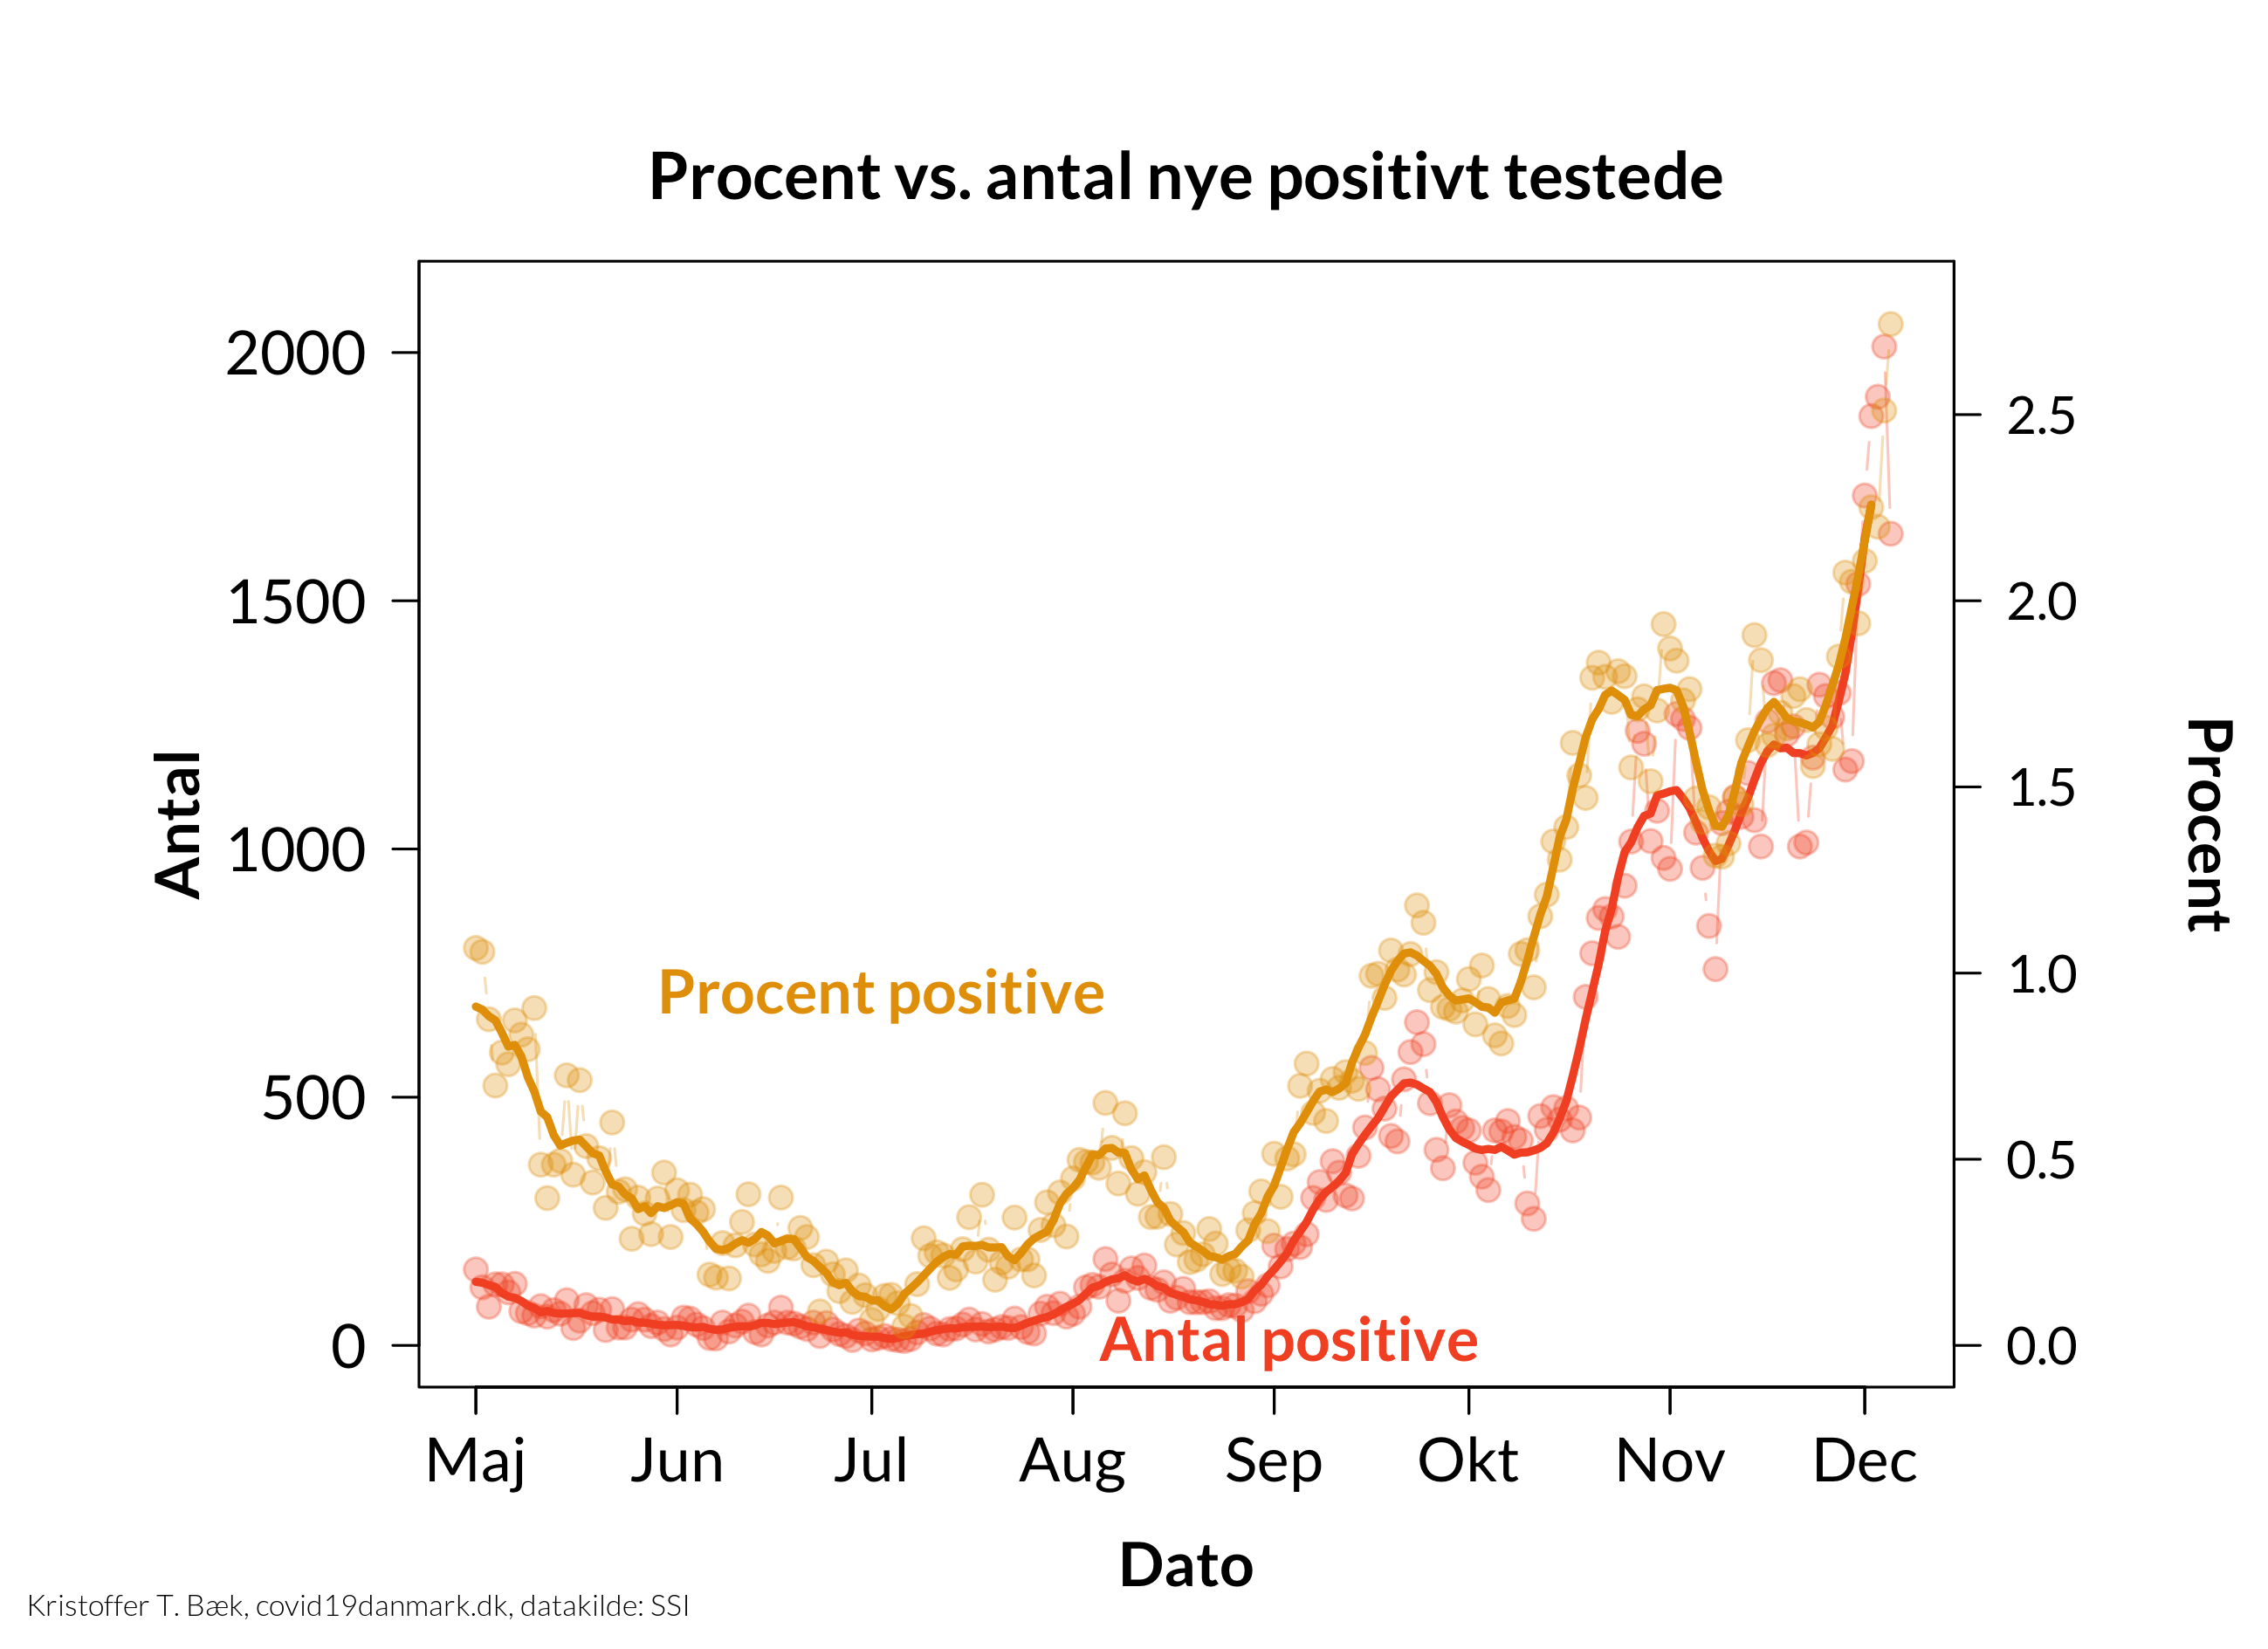 Procent vs. antal nye positivt testede
Antal
2000
1500
1000
500
0
2.5
2.0
1.5
1.0
0.5
0.0
Procent
Procent positive
Antal positive
Maj Jun Jul Aug Sep Okt Nov Dec
Dato
Kristoffer T. Bæk, covid19danmark.dk, datakilde: SSI